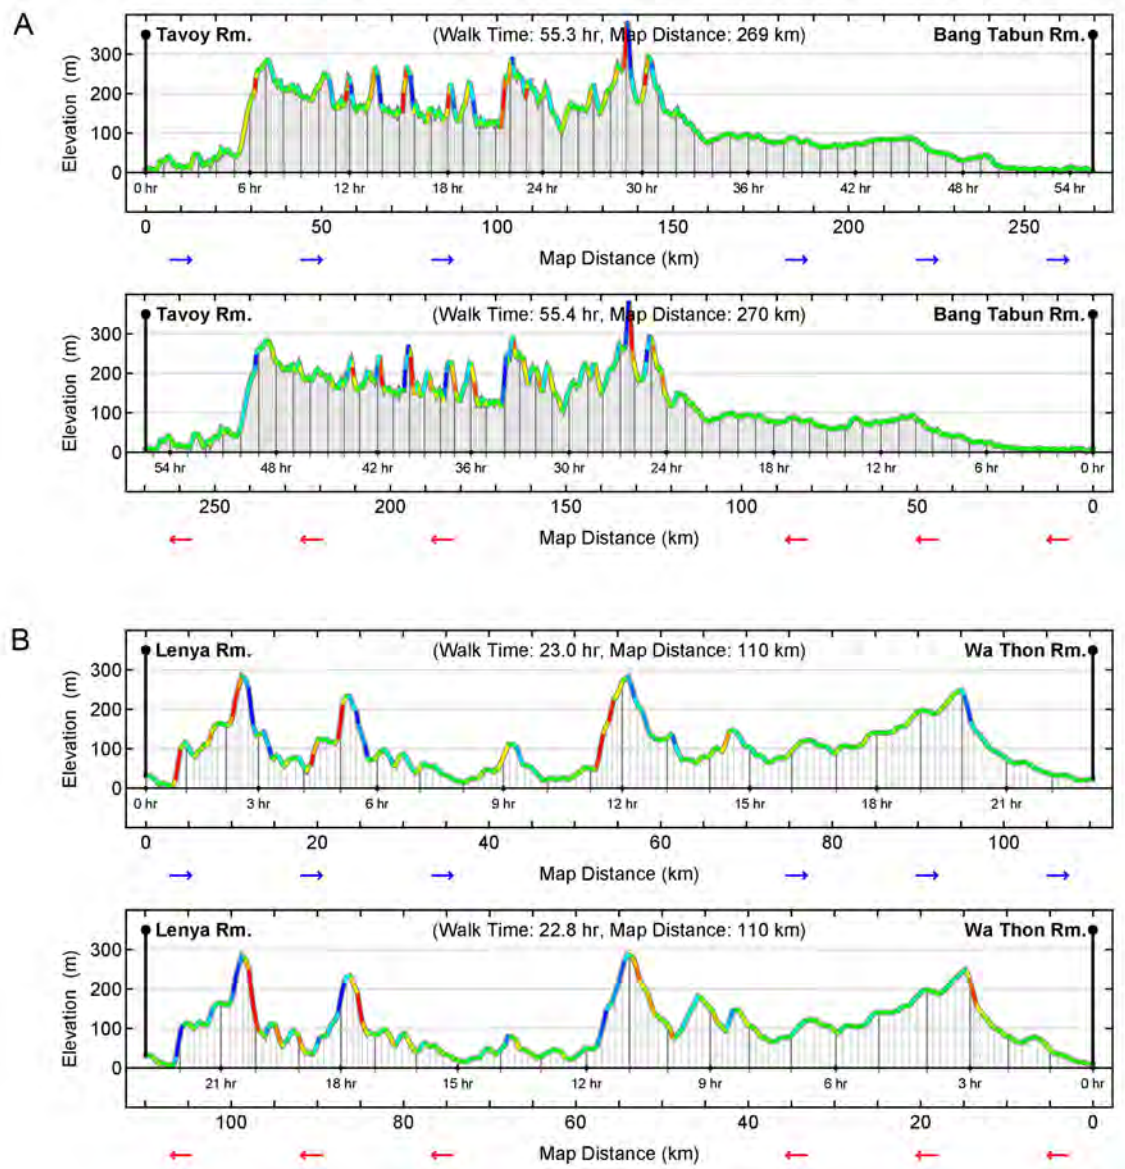 A
Tavoy Rm. (Walk Time: 55.3 hr, Map Distance: 269 km) Bang Tabun Rm.
Elevation (m)
300
200
100
0
0 hr 6 hr 12 hr 18 hr 24 hr 30 hr 36 hr 42 hr 48 hr 54 hr
0 50 100 150 200 250
→ → → Map Distance (km) → → →
Tavoy Rm. (Walk Time: 55.4 hr, Map Distance: 270 km) Bang Tabun Rm.
Elevation (m)
300
200
100
0
54 hr 48 hr 42 hr 36 hr 30 hr 24 hr 18 hr 12 hr 6 hr 0 hr
250 200 150 100 50 0
← ← ← Map Distance (km) ← ← ←
B
Lenya Rm. (Walk Time: 23.0 hr, Map Distance: 110 km) Wa Thon Rm.
Elevation (m)
300
200
100
0
0 hr 3 hr 6 hr 9 hr 12 hr 15 hr 18 hr 21 hr
0 20 40 60 80 100
→ → → Map Distance (km) → → →
Lenya Rm. (Walk Time: 22.8 hr, Map Distance: 110 km) Wa Thon Rm.
Elevation (m)
300
200
100
0
21 hr 18 hr 15 hr 12 hr 9 hr 6 hr 3 hr 0 hr
100 80 60 40 20 0
← ← ← Map Distance (km) ← ← ←